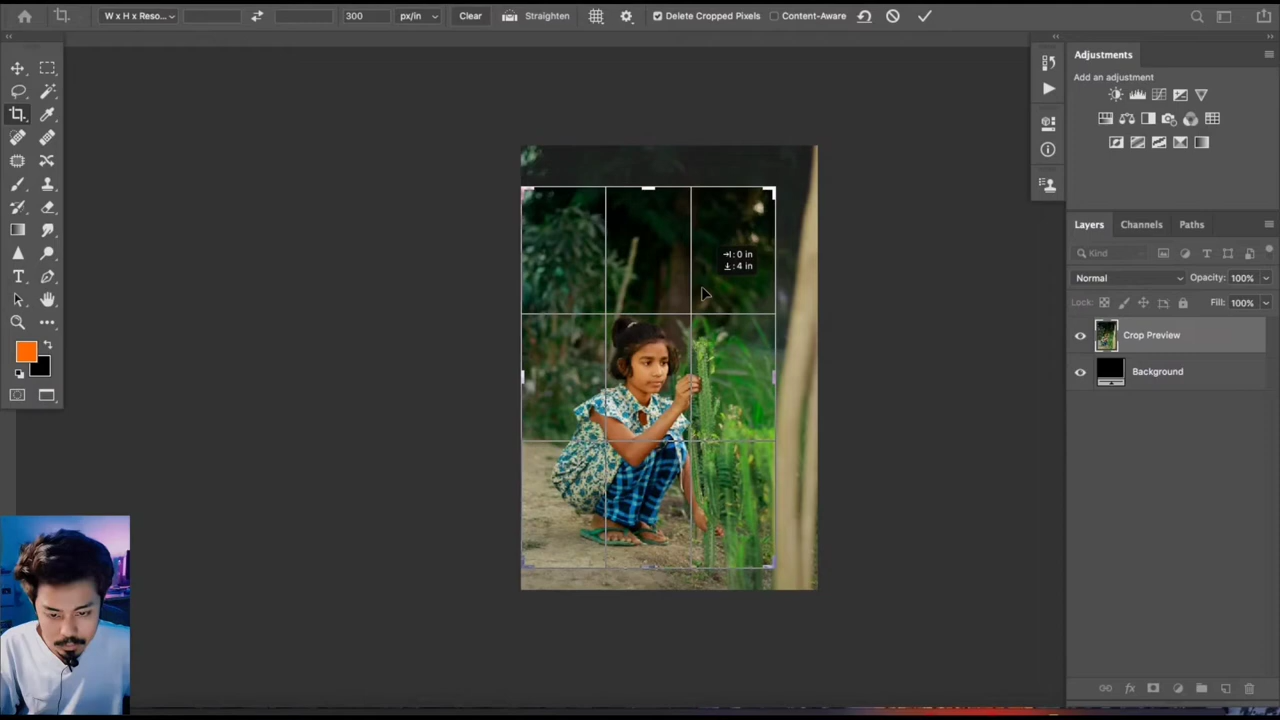 W x H x Reso...
300
px/in
Clear
Straighten
Delete Cropped Pixels
Content-Aware
Adjustments
Add an adjustment
Layers
Channels
Paths
Kind
Normal
Opacity: 100%
Lock:
Fill: 100%
Crop Preview
Background
: 0 in
: 4 in